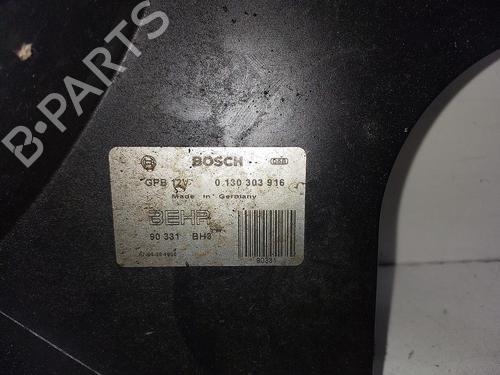 B-PARTS
BOSCH
GPB 12V 0 130 303 916
Made in Germany
BEHR
90 331 BH3
90331